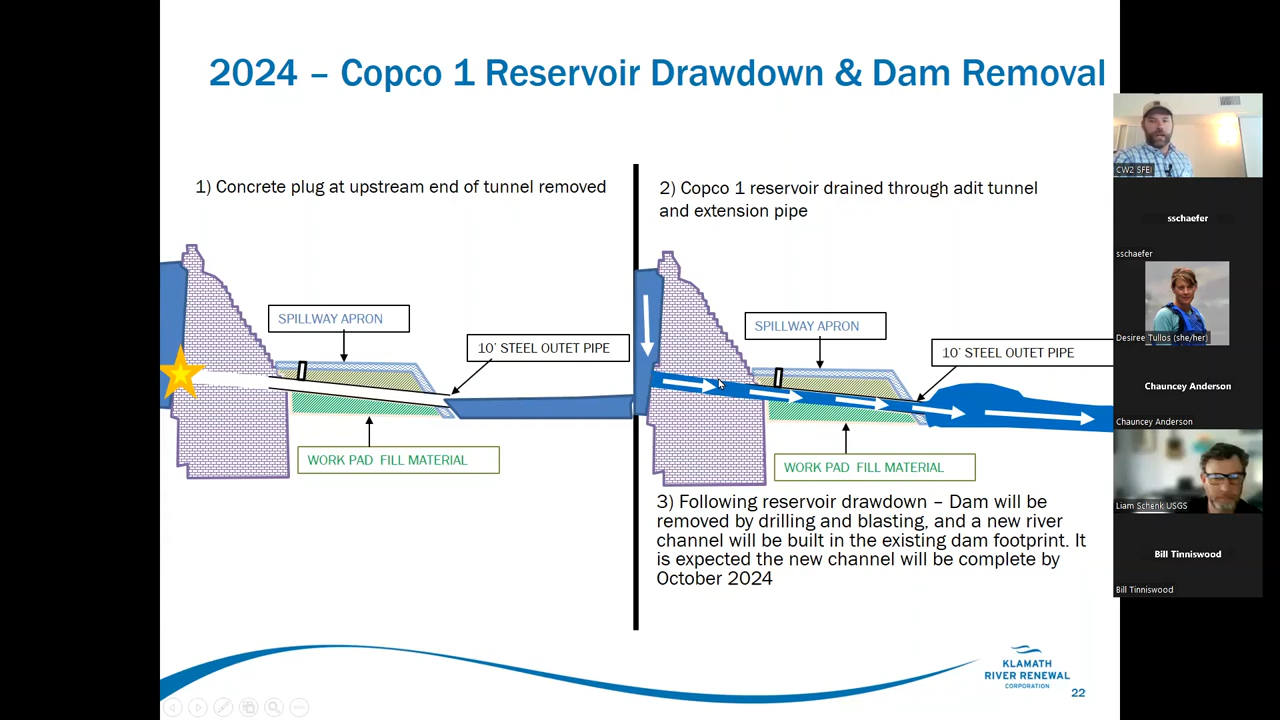 2024 – Copco 1 Reservoir Drawdown & Dam Removal
1) Concrete plug at upstream end of tunnel removed
SPILLWAY APRON
10' STEEL OUTET PIPE
WORK PAD FILL MATERIAL
2) Copco 1 reservoir drained through adit tunnel
and extension pipe
SPILLWAY APRON
10' STEEL OUTET PIPE
WORK PAD FILL MATERIAL
3) Following reservoir drawdown – Dam will be
removed by drilling and blasting, and a new river
channel will be built in the existing dam footprint. It
is expected the new channel will be complete by
October 2024
KLAMATH
RIVER RENEWAL
CORPORATION
22
CW2 SFEI
sschaefer
sschaefer
Desiree Tullos (she/her)
Chauncey Anderson
Chauncey Anderson
Liam Schenk USGS
Bill Tinniswood
Bill Tinniswood